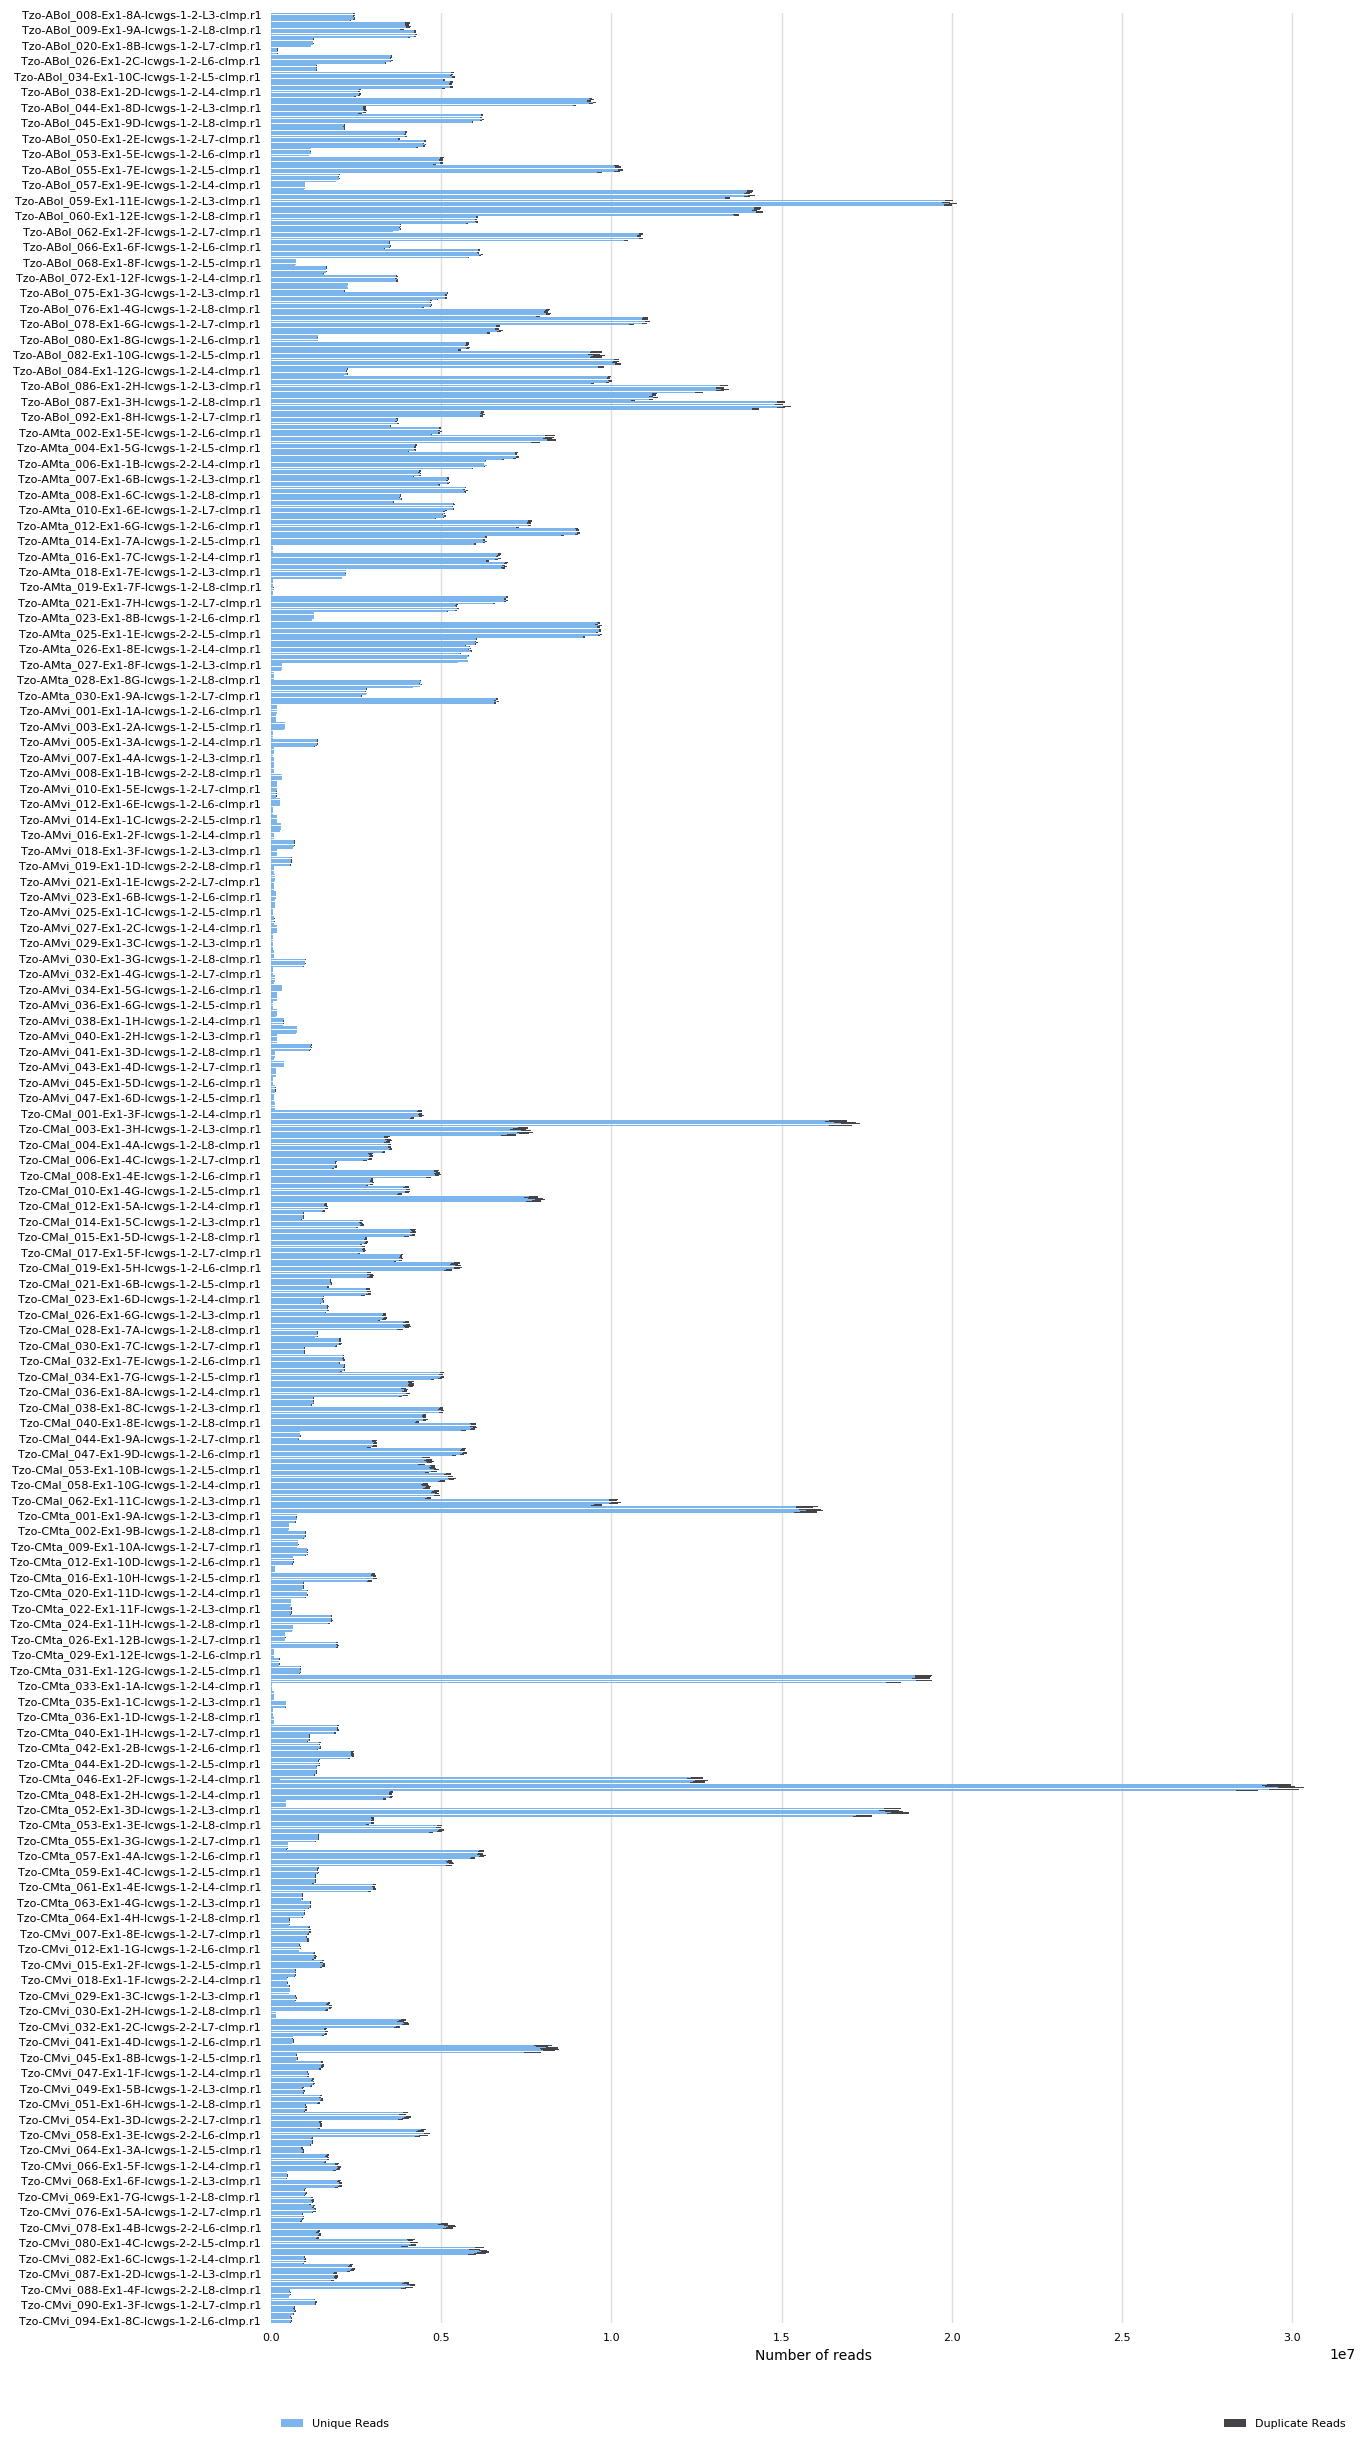 Tzo-ABol_008-Ex1-8A-lcwgs-1-2-L3-clmp.r1
Tzo-ABol_009-Ex1-9A-lcwgs-1-2-L8-clmp.r1
Tzo-ABol_020-Ex1-8B-lcwgs-1-2-L7-clmp.r1
Tzo-ABol_026-Ex1-2C-lcwgs-1-2-L6-clmp.r1
Tzo-ABol_034-Ex1-10C-lcwgs-1-2-L5-clmp.r1
Tzo-ABol_038-Ex1-2D-lcwgs-1-2-L4-clmp.r1
Tzo-ABol_044-Ex1-8D-lcwgs-1-2-L3-clmp.r1
Tzo-ABol_045-Ex1-9D-lcwgs-1-2-L8-clmp.r1
Tzo-ABol_050-Ex1-2E-lcwgs-1-2-L7-clmp.r1
Tzo-ABol_053-Ex1-5E-lcwgs-1-2-L6-clmp.r1
Tzo-ABol_055-Ex1-7E-lcwgs-1-2-L5-clmp.r1
Tzo-ABol_057-Ex1-9E-lcwgs-1-2-L4-clmp.r1
Tzo-ABol_059-Ex1-11E-lcwgs-1-2-L3-clmp.r1
Tzo-ABol_060-Ex1-12E-lcwgs-1-2-L8-clmp.r1
Tzo-ABol_062-Ex1-2F-lcwgs-1-2-L7-clmp.r1
Tzo-ABol_066-Ex1-6F-lcwgs-1-2-L6-clmp.r1
Tzo-ABol_068-Ex1-8F-lcwgs-1-2-L5-clmp.r1
Tzo-ABol_072-Ex1-12F-lcwgs-1-2-L4-clmp.r1
Tzo-ABol_075-Ex1-3G-lcwgs-1-2-L3-clmp.r1
Tzo-ABol_076-Ex1-4G-lcwgs-1-2-L8-clmp.r1
Tzo-ABol_078-Ex1-6G-lcwgs-1-2-L7-clmp.r1
Tzo-ABol_080-Ex1-8G-lcwgs-1-2-L6-clmp.r1
Tzo-ABol_082-Ex1-10G-lcwgs-1-2-L5-clmp.r1
Tzo-ABol_084-Ex1-12G-lcwgs-1-2-L4-clmp.r1
Tzo-ABol_086-Ex1-2H-lcwgs-1-2-L3-clmp.r1
Tzo-ABol_087-Ex1-3H-lcwgs-1-2-L8-clmp.r1
Tzo-ABol_092-Ex1-8H-lcwgs-1-2-L7-clmp.r1
Tzo-AMta_002-Ex1-5E-lcwgs-1-2-L6-clmp.r1
Tzo-AMta_004-Ex1-5G-lcwgs-1-2-L5-clmp.r1
Tzo-AMta_006-Ex1-1B-lcwgs-2-2-L4-clmp.r1
Tzo-AMta_007-Ex1-6B-lcwgs-1-2-L3-clmp.r1
Tzo-AMta_008-Ex1-6C-lcwgs-1-2-L8-clmp.r1
Tzo-AMta_010-Ex1-6E-lcwgs-1-2-L7-clmp.r1
Tzo-AMta_012-Ex1-6G-lcwgs-1-2-L6-clmp.r1
Tzo-AMta_014-Ex1-7A-lcwgs-1-2-L5-clmp.r1
Tzo-AMta_016-Ex1-7C-lcwgs-1-2-L4-clmp.r1
Tzo-AMta_018-Ex1-7E-lcwgs-1-2-L3-clmp.r1
Tzo-AMta_019-Ex1-7F-lcwgs-1-2-L8-clmp.r1
Tzo-AMta_021-Ex1-7H-lcwgs-1-2-L7-clmp.r1
Tzo-AMta_023-Ex1-8B-lcwgs-1-2-L6-clmp.r1
Tzo-AMta_025-Ex1-1E-lcwgs-2-2-L5-clmp.r1
Tzo-AMta_026-Ex1-8E-lcwgs-1-2-L4-clmp.r1
Tzo-AMta_027-Ex1-8F-lcwgs-1-2-L3-clmp.r1
Tzo-AMta_028-Ex1-8G-lcwgs-1-2-L8-clmp.r1
Tzo-AMta_030-Ex1-9A-lcwgs-1-2-L7-clmp.r1
Tzo-AMvi_001-Ex1-1A-lcwgs-1-2-L6-clmp.r1
Tzo-AMvi_003-Ex1-2A-lcwgs-1-2-L5-clmp.r1
Tzo-AMvi_005-Ex1-3A-lcwgs-1-2-L4-clmp.r1
Tzo-AMvi_007-Ex1-4A-lcwgs-1-2-L3-clmp.r1
Tzo-AMvi_008-Ex1-1B-lcwgs-2-2-L8-clmp.r1
Tzo-AMvi_010-Ex1-5E-lcwgs-1-2-L7-clmp.r1
Tzo-AMvi_012-Ex1-6E-lcwgs-1-2-L6-clmp.r1
Tzo-AMvi_014-Ex1-1C-lcwgs-2-2-L5-clmp.r1
Tzo-AMvi_016-Ex1-2F-lcwgs-1-2-L4-clmp.r1
Tzo-AMvi_018-Ex1-3F-lcwgs-1-2-L3-clmp.r1
Tzo-AMvi_019-Ex1-1D-lcwgs-2-2-L8-clmp.r1
Tzo-AMvi_021-Ex1-1E-lcwgs-2-2-L7-clmp.r1
Tzo-AMvi_023-Ex1-6B-lcwgs-1-2-L6-clmp.r1
Tzo-AMvi_025-Ex1-1C-lcwgs-1-2-L5-clmp.r1
Tzo-AMvi_027-Ex1-2C-lcwgs-1-2-L4-clmp.r1
Tzo-AMvi_029-Ex1-3C-lcwgs-1-2-L3-clmp.r1
Tzo-AMvi_030-Ex1-3G-lcwgs-1-2-L8-clmp.r1
Tzo-AMvi_032-Ex1-4G-lcwgs-1-2-L7-clmp.r1
Tzo-AMvi_034-Ex1-5G-lcwgs-1-2-L6-clmp.r1
Tzo-AMvi_036-Ex1-6G-lcwgs-1-2-L5-clmp.r1
Tzo-AMvi_038-Ex1-1H-lcwgs-1-2-L4-clmp.r1
Tzo-AMvi_040-Ex1-2H-lcwgs-1-2-L3-clmp.r1
Tzo-AMvi_041-Ex1-3D-lcwgs-1-2-L8-clmp.r1
Tzo-AMvi_043-Ex1-4D-lcwgs-1-2-L7-clmp.r1
Tzo-AMvi_045-Ex1-5D-lcwgs-1-2-L6-clmp.r1
Tzo-AMvi_047-Ex1-6D-lcwgs-1-2-L5-clmp.r1
Tzo-CMal_001-Ex1-3F-lcwgs-1-2-L4-clmp.r1
Tzo-CMal_003-Ex1-3H-lcwgs-1-2-L3-clmp.r1
Tzo-CMal_004-Ex1-4A-lcwgs-1-2-L8-clmp.r1
Tzo-CMal_006-Ex1-4C-lcwgs-1-2-L7-clmp.r1
Tzo-CMal_008-Ex1-4E-lcwgs-1-2-L6-clmp.r1
Tzo-CMal_010-Ex1-4G-lcwgs-1-2-L5-clmp.r1
Tzo-CMal_012-Ex1-5A-lcwgs-1-2-L4-clmp.r1
Tzo-CMal_014-Ex1-5C-lcwgs-1-2-L3-clmp.r1
Tzo-CMal_015-Ex1-5D-lcwgs-1-2-L8-clmp.r1
Tzo-CMal_017-Ex1-5F-lcwgs-1-2-L7-clmp.r1
Tzo-CMal_019-Ex1-5H-lcwgs-1-2-L6-clmp.r1
Tzo-CMal_021-Ex1-6B-lcwgs-1-2-L5-clmp.r1
Tzo-CMal_023-Ex1-6D-lcwgs-1-2-L4-clmp.r1
Tzo-CMal_026-Ex1-6G-lcwgs-1-2-L3-clmp.r1
Tzo-CMal_028-Ex1-7A-lcwgs-1-2-L8-clmp.r1
Tzo-CMal_030-Ex1-7C-lcwgs-1-2-L7-clmp.r1
Tzo-CMal_032-Ex1-7E-lcwgs-1-2-L6-clmp.r1
Tzo-CMal_034-Ex1-7G-lcwgs-1-2-L5-clmp.r1
Tzo-CMal_036-Ex1-8A-lcwgs-1-2-L4-clmp.r1
Tzo-CMal_038-Ex1-8C-lcwgs-1-2-L3-clmp.r1
Tzo-CMal_040-Ex1-8E-lcwgs-1-2-L8-clmp.r1
Tzo-CMal_044-Ex1-9A-lcwgs-1-2-L7-clmp.r1
Tzo-CMal_047-Ex1-9D-lcwgs-1-2-L6-clmp.r1
Tzo-CMal_053-Ex1-10B-lcwgs-1-2-L5-clmp.r1
Tzo-CMal_058-Ex1-10G-lcwgs-1-2-L4-clmp.r1
Tzo-CMal_062-Ex1-11C-lcwgs-1-2-L3-clmp.r1
Tzo-CMta_001-Ex1-9A-lcwgs-1-2-L3-clmp.r1
Tzo-CMta_002-Ex1-9B-lcwgs-1-2-L8-clmp.r1
Tzo-CMta_009-Ex1-10A-lcwgs-1-2-L7-clmp.r1
Tzo-CMta_012-Ex1-10D-lcwgs-1-2-L6-clmp.r1
Tzo-CMta_016-Ex1-10H-lcwgs-1-2-L5-clmp.r1
Tzo-CMta_020-Ex1-11D-lcwgs-1-2-L4-clmp.r1
Tzo-CMta_022-Ex1-11F-lcwgs-1-2-L3-clmp.r1
Tzo-CMta_024-Ex1-11H-lcwgs-1-2-L8-clmp.r1
Tzo-CMta_026-Ex1-12B-lcwgs-1-2-L7-clmp.r1
Tzo-CMta_029-Ex1-12E-lcwgs-1-2-L6-clmp.r1
Tzo-CMta_031-Ex1-12G-lcwgs-1-2-L5-clmp.r1
Tzo-CMta_033-Ex1-1A-lcwgs-1-2-L4-clmp.r1
Tzo-CMta_035-Ex1-1C-lcwgs-1-2-L3-clmp.r1
Tzo-CMta_036-Ex1-1D-lcwgs-1-2-L8-clmp.r1
Tzo-CMta_040-Ex1-1H-lcwgs-1-2-L7-clmp.r1
Tzo-CMta_042-Ex1-2B-lcwgs-1-2-L6-clmp.r1
Tzo-CMta_044-Ex1-2D-lcwgs-1-2-L5-clmp.r1
Tzo-CMta_046-Ex1-2F-lcwgs-1-2-L4-clmp.r1
Tzo-CMta_048-Ex1-2H-lcwgs-1-2-L4-clmp.r1
Tzo-CMta_052-Ex1-3D-lcwgs-1-2-L3-clmp.r1
Tzo-CMta_053-Ex1-3E-lcwgs-1-2-L8-clmp.r1
Tzo-CMta_055-Ex1-3G-lcwgs-1-2-L7-clmp.r1
Tzo-CMta_057-Ex1-4A-lcwgs-1-2-L6-clmp.r1
Tzo-CMta_059-Ex1-4C-lcwgs-1-2-L5-clmp.r1
Tzo-CMta_061-Ex1-4E-lcwgs-1-2-L4-clmp.r1
Tzo-CMta_063-Ex1-4G-lcwgs-1-2-L3-clmp.r1
Tzo-CMta_064-Ex1-4H-lcwgs-1-2-L8-clmp.r1
Tzo-CMvi_007-Ex1-8E-lcwgs-1-2-L7-clmp.r1
Tzo-CMvi_012-Ex1-1G-lcwgs-1-2-L6-clmp.r1
Tzo-CMvi_015-Ex1-2F-lcwgs-1-2-L5-clmp.r1
Tzo-CMvi_018-Ex1-1F-lcwgs-2-2-L4-clmp.r1
Tzo-CMvi_029-Ex1-3C-lcwgs-1-2-L3-clmp.r1
Tzo-CMvi_030-Ex1-2H-lcwgs-1-2-L8-clmp.r1
Tzo-CMvi_032-Ex1-2C-lcwgs-2-2-L7-clmp.r1
Tzo-CMvi_041-Ex1-4D-lcwgs-1-2-L6-clmp.r1
Tzo-CMvi_045-Ex1-8B-lcwgs-1-2-L5-clmp.r1
Tzo-CMvi_047-Ex1-1F-lcwgs-1-2-L4-clmp.r1
Tzo-CMvi_049-Ex1-5B-lcwgs-1-2-L3-clmp.r1
Tzo-CMvi_051-Ex1-6H-lcwgs-1-2-L8-clmp.r1
Tzo-CMvi_054-Ex1-3D-lcwgs-2-2-L7-clmp.r1
Tzo-CMvi_058-Ex1-3E-lcwgs-2-2-L6-clmp.r1
Tzo-CMvi_064-Ex1-3A-lcwgs-1-2-L5-clmp.r1
Tzo-CMvi_066-Ex1-5F-lcwgs-1-2-L4-clmp.r1
Tzo-CMvi_068-Ex1-6F-lcwgs-1-2-L3-clmp.r1
Tzo-CMvi_069-Ex1-7G-lcwgs-1-2-L8-clmp.r1
Tzo-CMvi_076-Ex1-5A-lcwgs-1-2-L7-clmp.r1
Tzo-CMvi_078-Ex1-4B-lcwgs-2-2-L6-clmp.r1
Tzo-CMvi_080-Ex1-4C-lcwgs-2-2-L5-clmp.r1
Tzo-CMvi_082-Ex1-6C-lcwgs-1-2-L4-clmp.r1
Tzo-CMvi_087-Ex1-2D-lcwgs-1-2-L3-clmp.r1
Tzo-CMvi_088-Ex1-4F-lcwgs-2-2-L8-clmp.r1
Tzo-CMvi_090-Ex1-3F-lcwgs-1-2-L7-clmp.r1
Tzo-CMvi_094-Ex1-8C-lcwgs-1-2-L6-clmp.r1
0.0 0.5 1.0 1.5 2.0 2.5 3.0
Number of reads
1e7
Unique Reads
Duplicate Reads